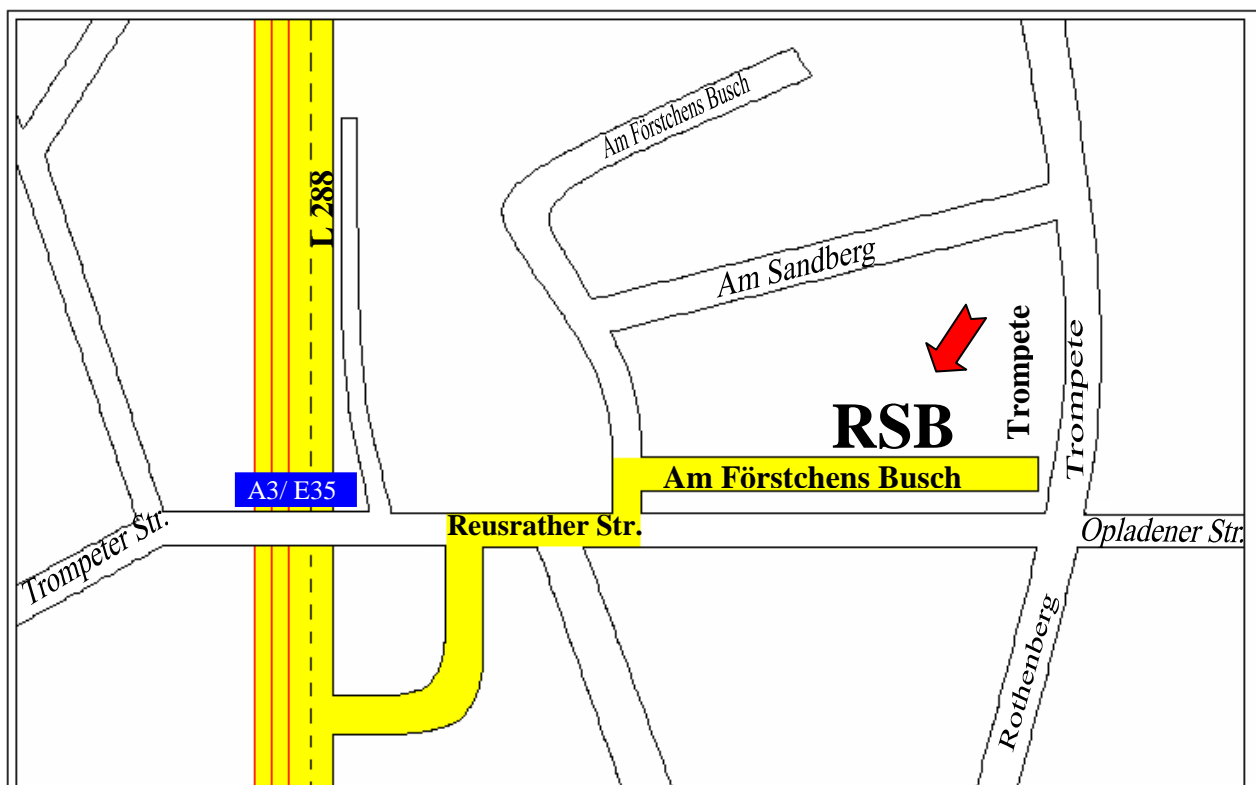 Am Förstchens Busch
L 288
Am Sandberg
Trompete
Trompete
RSB
Am Förstchens Busch
A3/ E35
Reusrather Str.
Opladener Str.
Trompeter Str.
Rothenberg